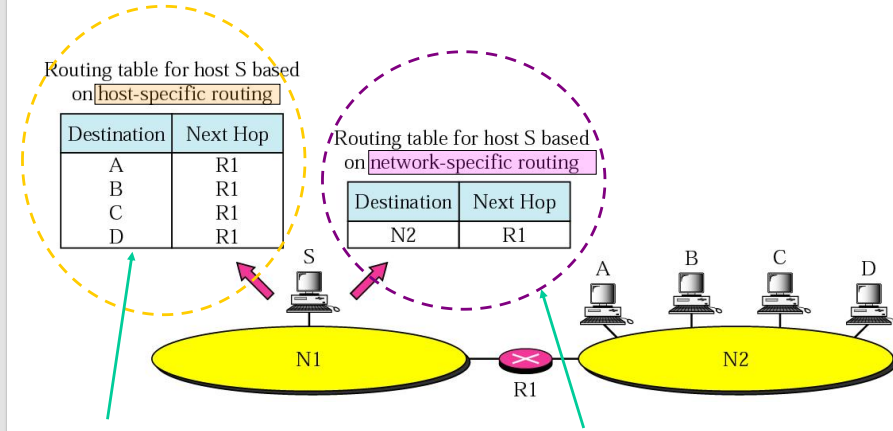 Routing table for host S based
on host-specific routing
Destination Next Hop
A R1
B R1
C R1
D R1
Routing table for host S based
on network-specific routing
Destination Next Hop
N2 R1
S
A
B
C
D
N1
R1
N2